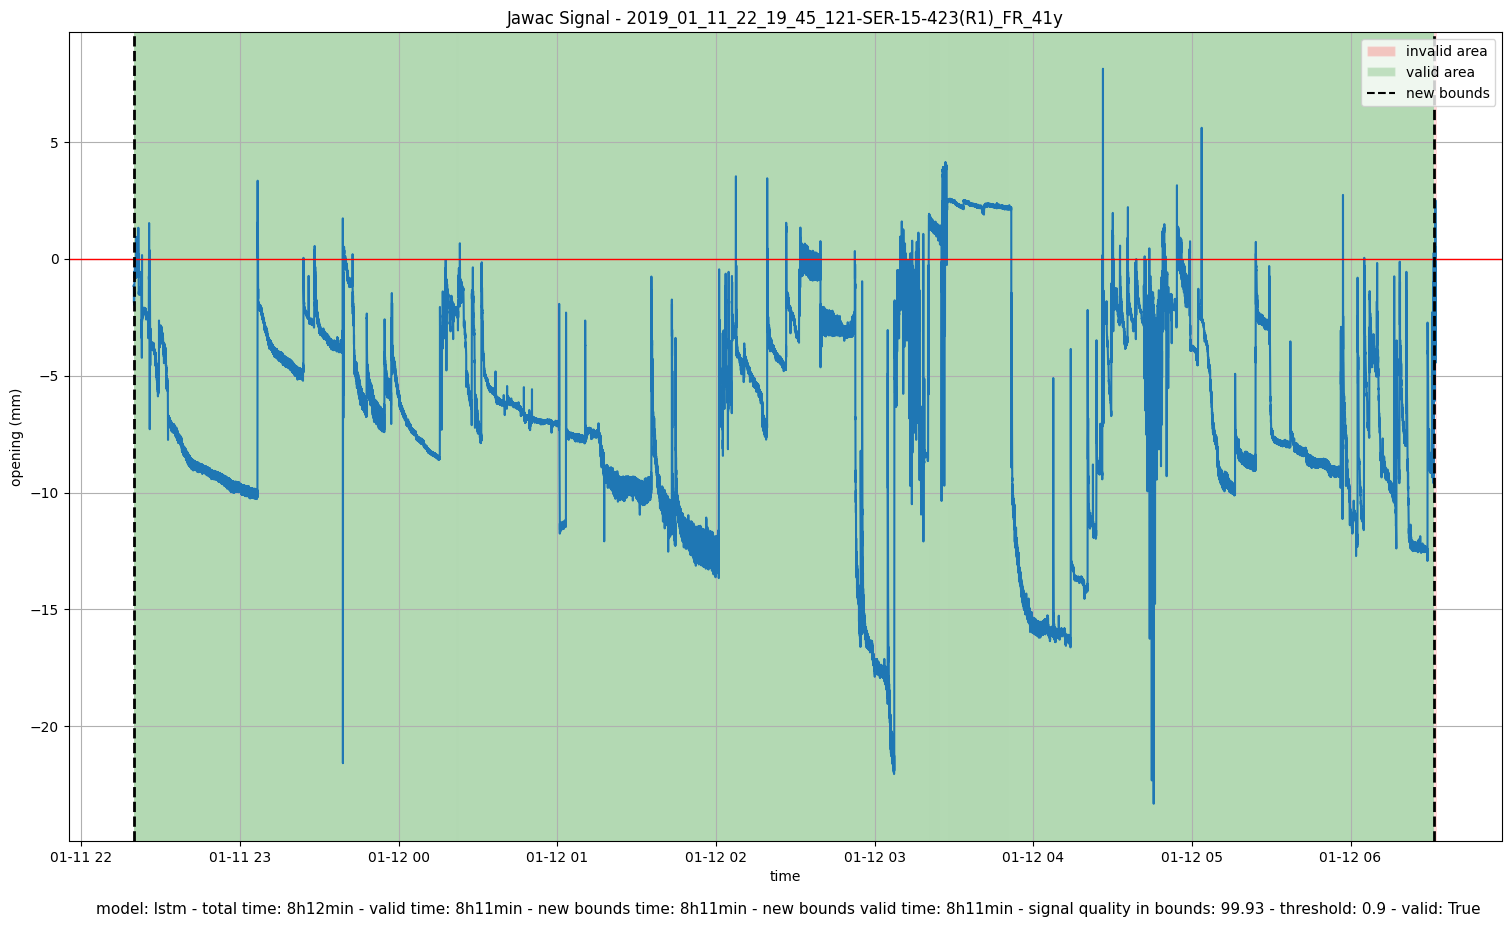 Jawac Signal - 2019_01_11_22_19_45_121-SER-15-423(R1)_FR_41y
invalid area
valid area
new bounds
opening (mm)
5
0
−5
−10
−15
−20
01-11 22
01-11 23
01-12 00
01-12 01
01-12 02
01-12 03
01-12 04
01-12 05
01-12 06
time
model: lstm - total time: 8h12min - valid time: 8h11min - new bounds time: 8h11min - new bounds valid time: 8h11min - signal quality in bounds: 99.93 - threshold: 0.9 - valid: True